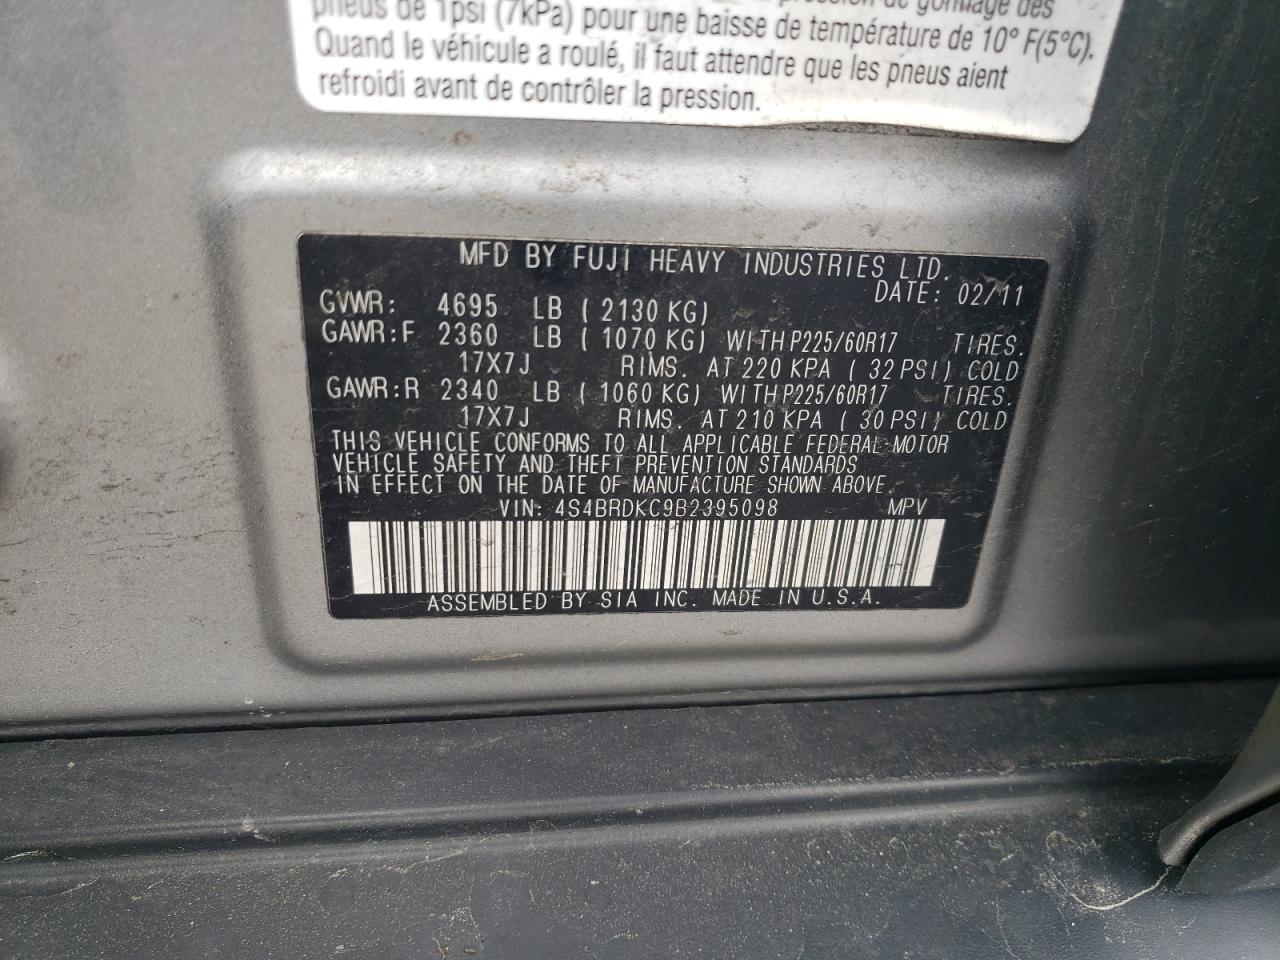 pneus de 1psi (7kPa) pour une baisse de température de 10° F(5°C).
Quand le véhicule a roulé, il faut attendre que les pneus aient
refroidi avant de contrôler la pression.
MFD BY FUJI HEAVY INDUSTRIES LTD.
DATE: 02/11
GVWR: 4695 LB ( 2130 KG)
GAWR:F 2360 LB ( 1070 KG) WITH P225/60R17 TIRES.
17X7J RIMS. AT 220 KPA ( 32 PSI) COLD
GAWR:R 2340 LB ( 1060 KG) WITH P225/60R17 TIRES.
17X7J RIMS. AT 210 KPA ( 30 PSI) COLD
THIS VEHICLE CONFORMS TO ALL APPLICABLE FEDERAL MOTOR
VEHICLE SAFETY AND THEFT PREVENTION STANDARDS
IN EFFECT ON THE DATE OF MANUFACTURE SHOWN ABOVE
VIN: 4S4BRDKC9B2395098 MPV
ASSEMBLED BY SIA INC. MADE IN U.S.A.